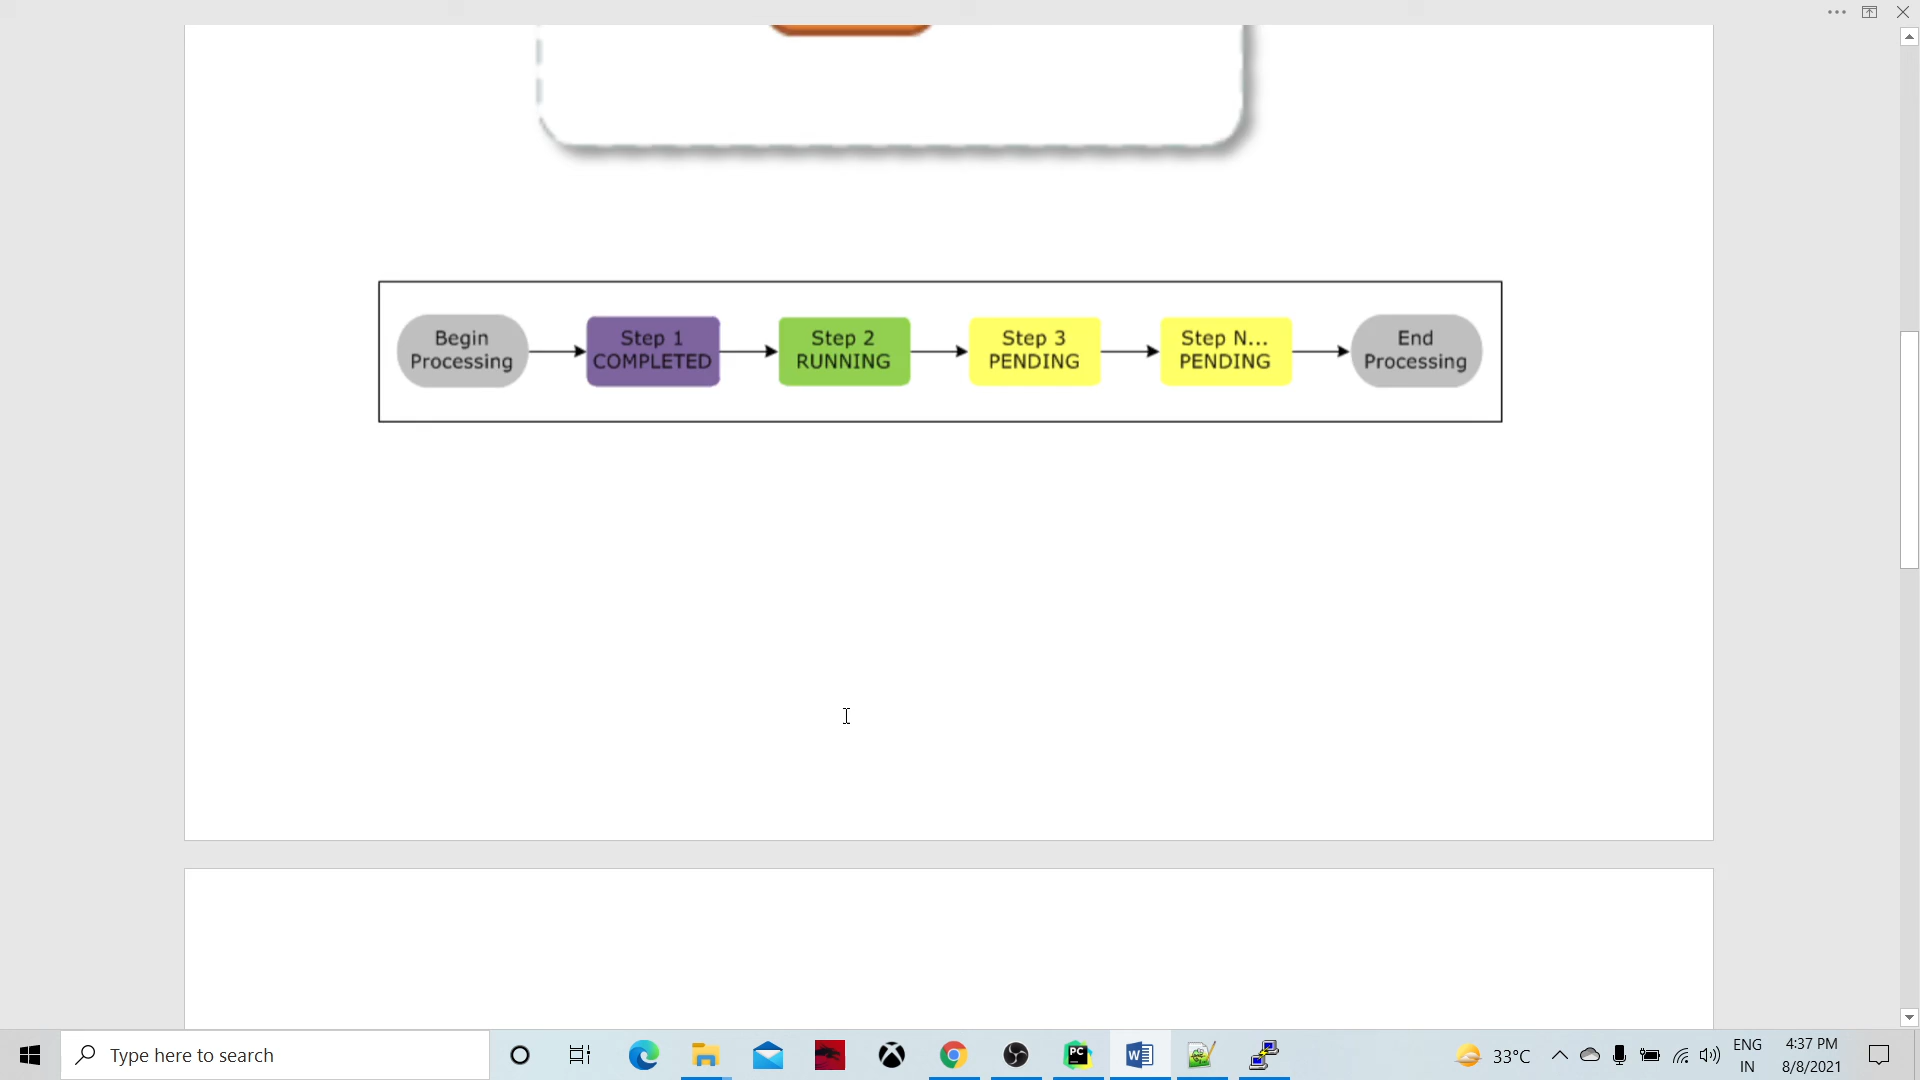 Begin
Processing
Step 1
COMPLETED
Step 2
RUNNING
Step 3
PENDING
Step N...
PENDING
End
Processing
Type here to search
PC
W
33°C
ENG
IN
4:37 PM
8/8/2021